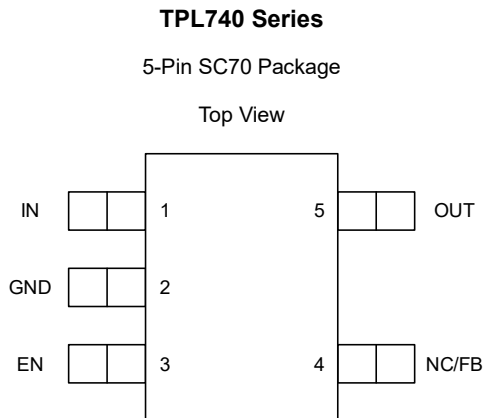 TPL740 Series
5-Pin SC70 Package
Top View
IN 1 5 OUT
GND 2
EN 3 4 NC/FB